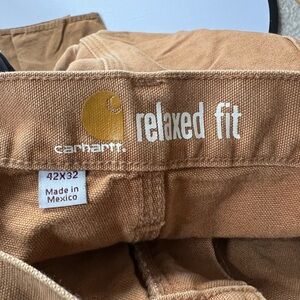 relaxed fit
carhartt.
42X32
Made in
Mexico